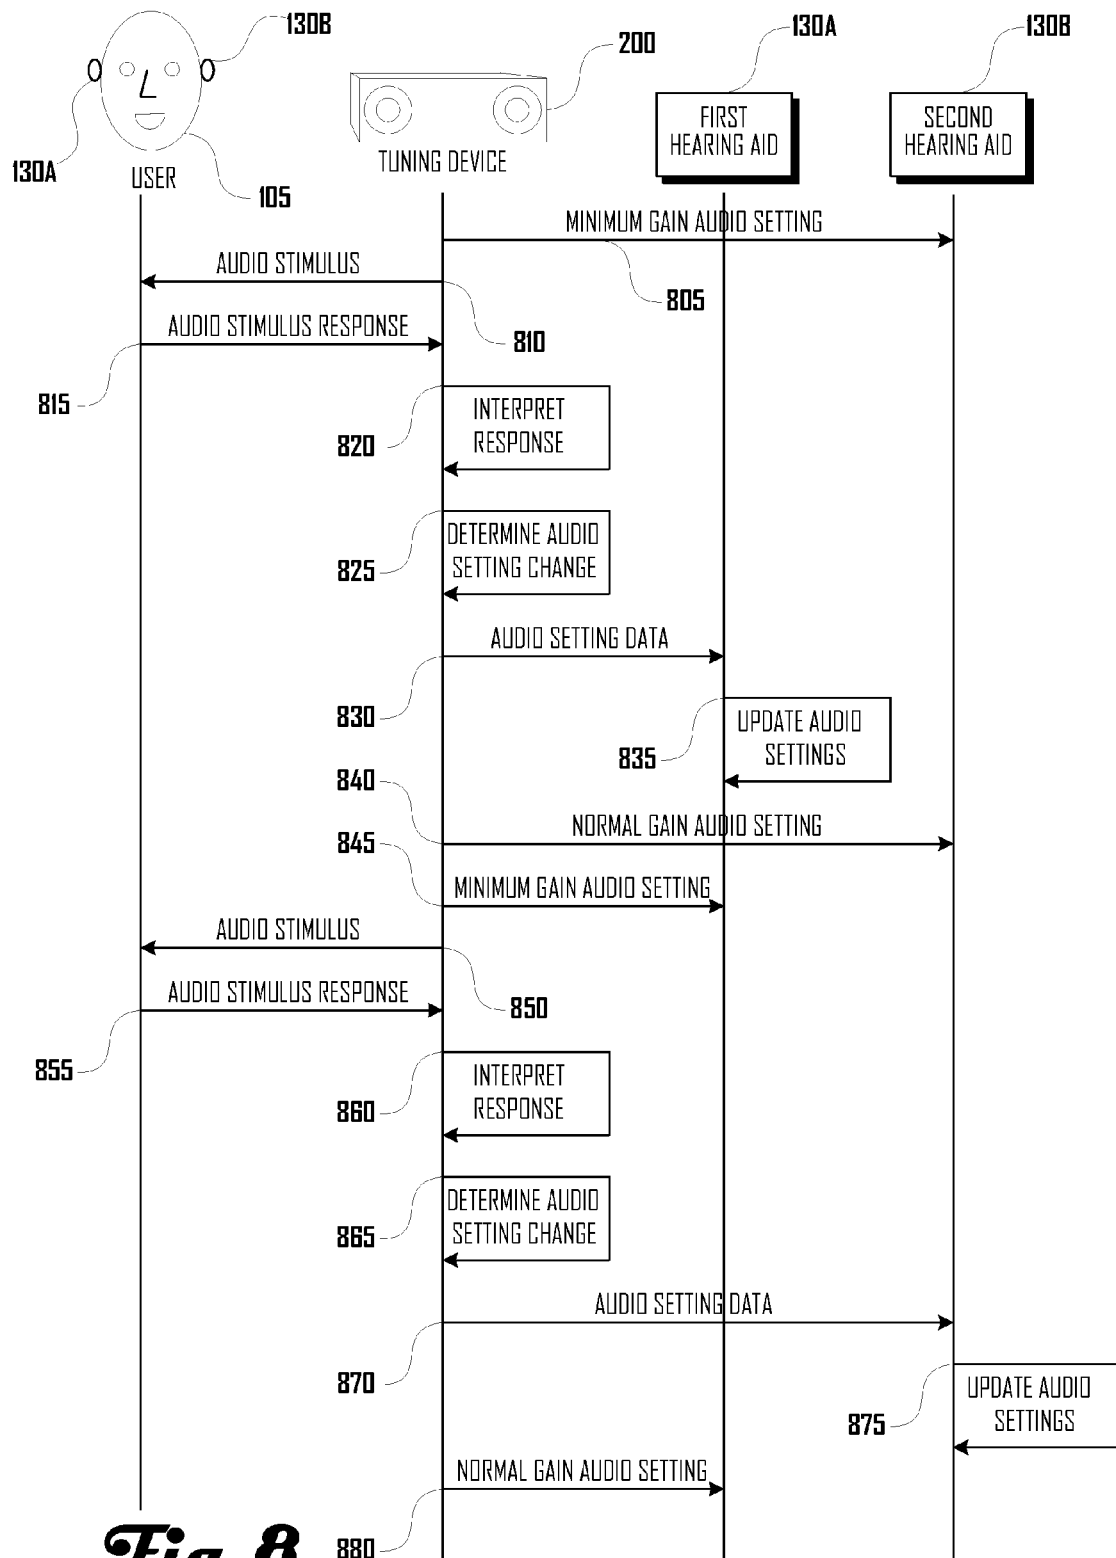 130B
200
130A
130B
FIRST
HEARING AID
SECOND
HEARING AID
130A
USER
105
TUNING DEVICE
MINIMUM GAIN AUDIO SETTING
805
AUDIO STIMULUS
810
AUDIO STIMULUS RESPONSE
815
INTERPRET
RESPONSE
820
DETERMINE AUDIO
SETTING CHANGE
825
AUDIO SETTING DATA
830
UPDATE AUDIO
SETTINGS
835
840
NORMAL GAIN AUDIO SETTING
845
MINIMUM GAIN AUDIO SETTING
AUDIO STIMULUS
850
AUDIO STIMULUS RESPONSE
855
INTERPRET
RESPONSE
860
DETERMINE AUDIO
SETTING CHANGE
865
AUDIO SETTING DATA
870
UPDATE AUDIO
SETTINGS
875
NORMAL GAIN AUDIO SETTING
880
Fig. 8